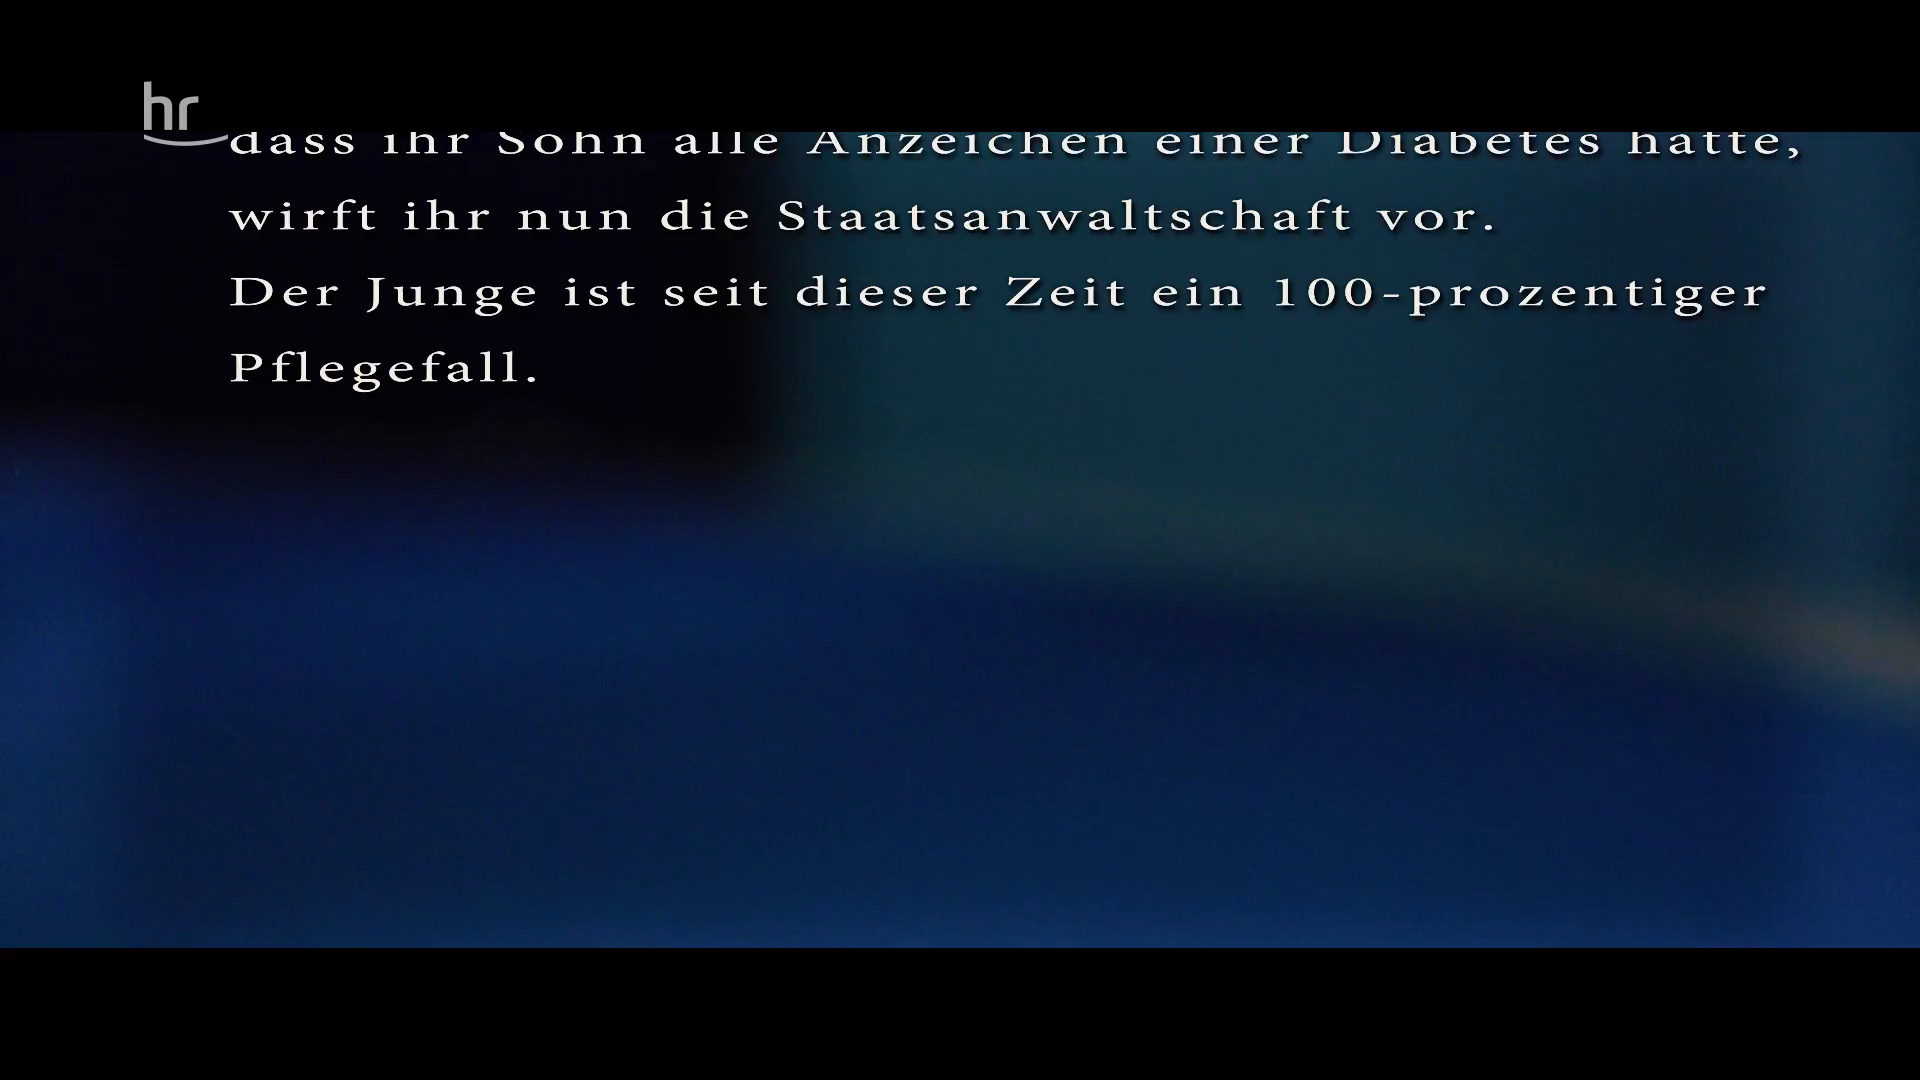 hr
dass ihr Sohn alle Anzeichen einer Diabetes hatte,
wirft ihr nun die Staatsanwaltschaft vor.
Der Junge ist seit dieser Zeit ein 100-prozentiger
Pflegefall.